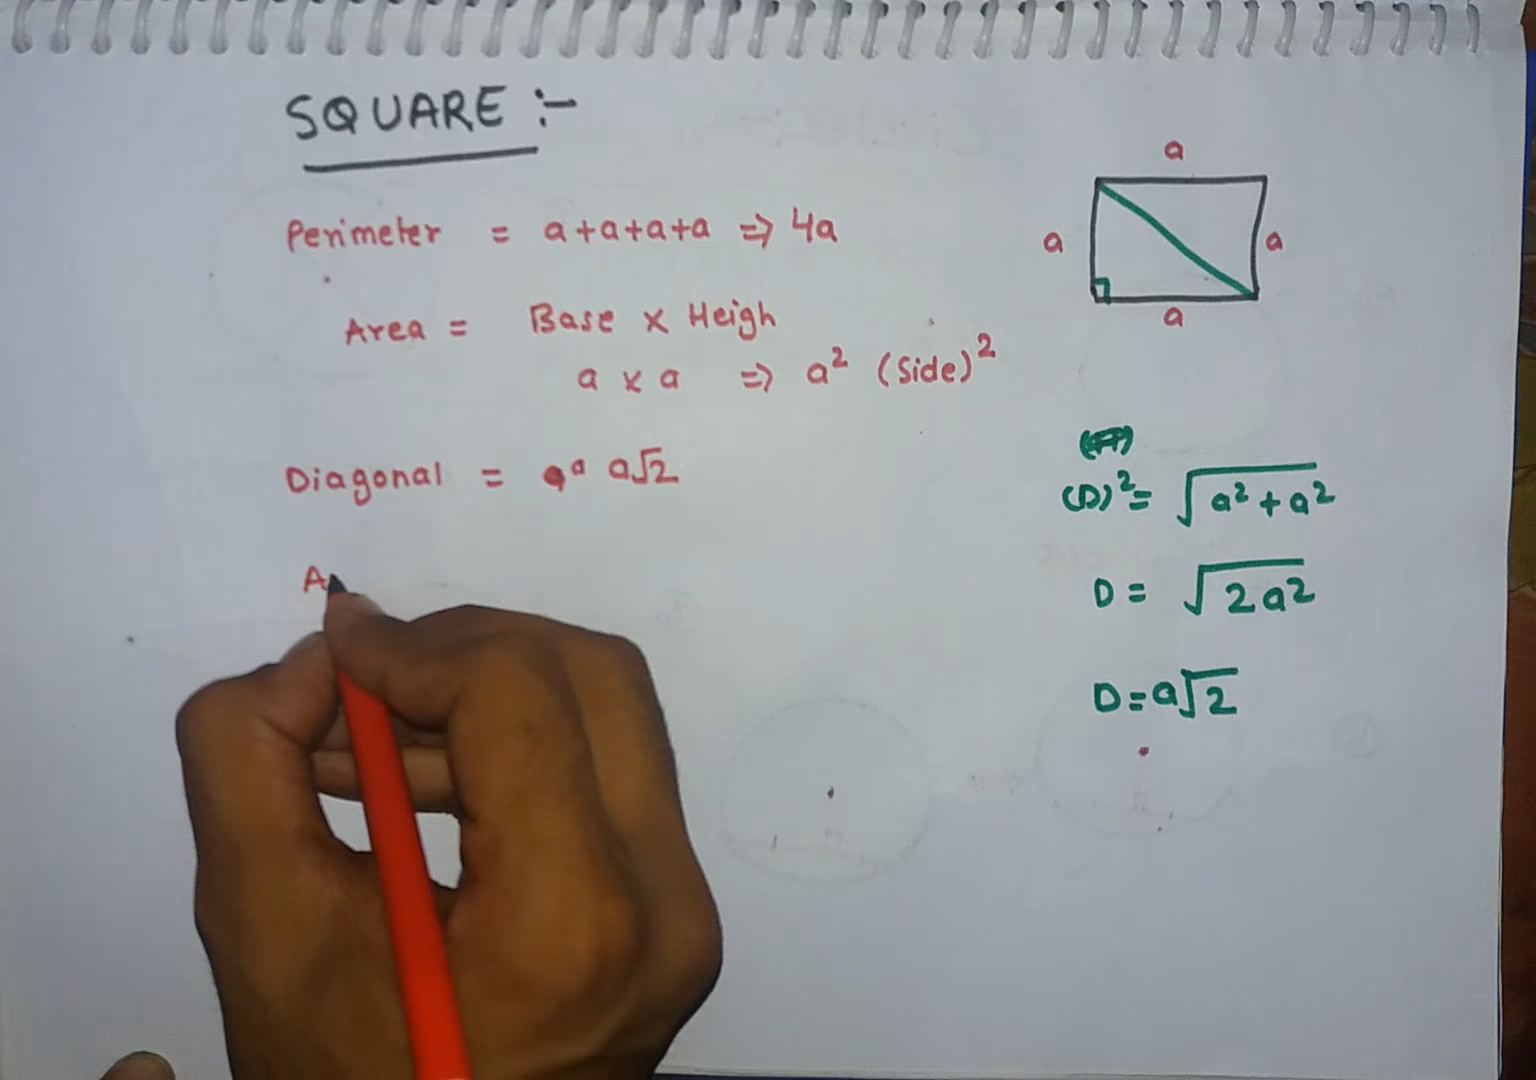 SQUARE :-
Perimeter = a+a+a+a => 4a
Area = Base x Heigh
a x a => a² (Side)²
Diagonal = a√2
A
a
a
a
a
(D)² = √a²+a²
D = √2a²
D = a√2